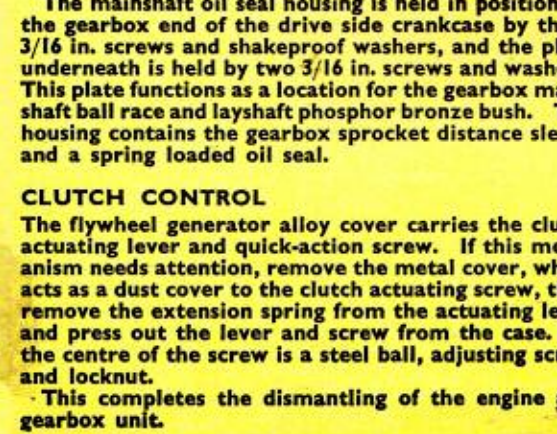 The mainshaft oil seal housing is held in position
the gearbox end of the drive side crankcase by th
3/16 in. screws and shakeproof washers, and the pl
underneath is held by two 3/16 in. screws and wash
This plate functions as a location for the gearbox ma
shaft ball race and layshaft phosphor bronze bush.
housing contains the gearbox sprocket distance sle
and a spring loaded oil seal.
CLUTCH CONTROL
The flywheel generator alloy cover carries the clu
actuating lever and quick-action screw. If this me
anism needs attention, remove the metal cover, wh
acts as a dust cover to the clutch actuating screw, t
remove the extension spring from the actuating le
and press out the lever and screw from the case.
the centre of the screw is a steel ball, adjusting scr
and locknut.
This completes the dismantling of the engine
gearbox unit.